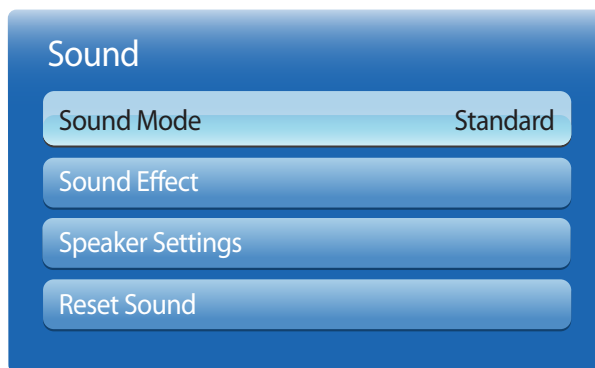 Sound
Sound Mode Standard
Sound Effect
Speaker Settings
Reset Sound